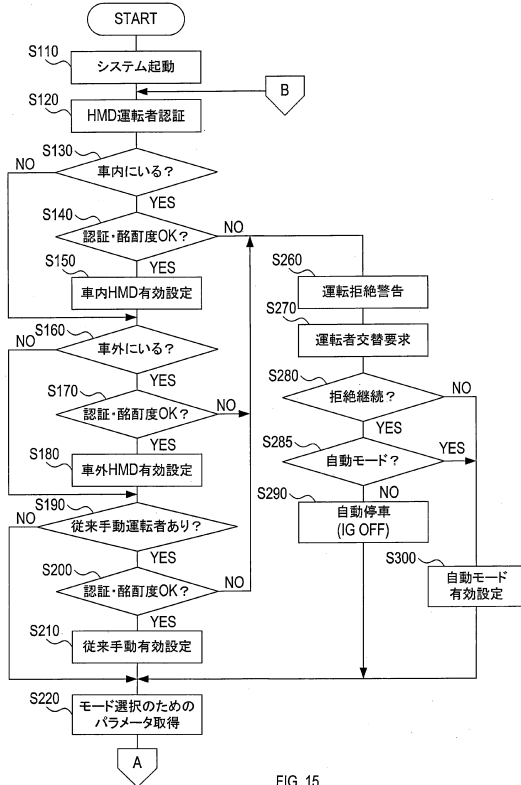 START
S110
システム起動
B
S120
HMD運転者認証
S130
NO
車内にいる？
YES
S140
認証・酩酊度OK？
NO
YES
S150
車内HMD有効設定
S160
NO
車外にいる？
YES
S170
認証・酩酊度OK？
NO
YES
S180
車外HMD有効設定
S190
NO
従来手動運転者あり？
YES
S200
認証・酩酊度OK？
NO
YES
S210
従来手動有効設定
S220
モード選択のための
パラメータ取得
A
S260
運転拒絶警告
S270
運転者交替要求
S280
拒絶継続？
NO
YES
S285
自動モード？
YES
NO
S290
自動停車
(IG OFF)
S300
自動モード
有効設定
FIG. 15